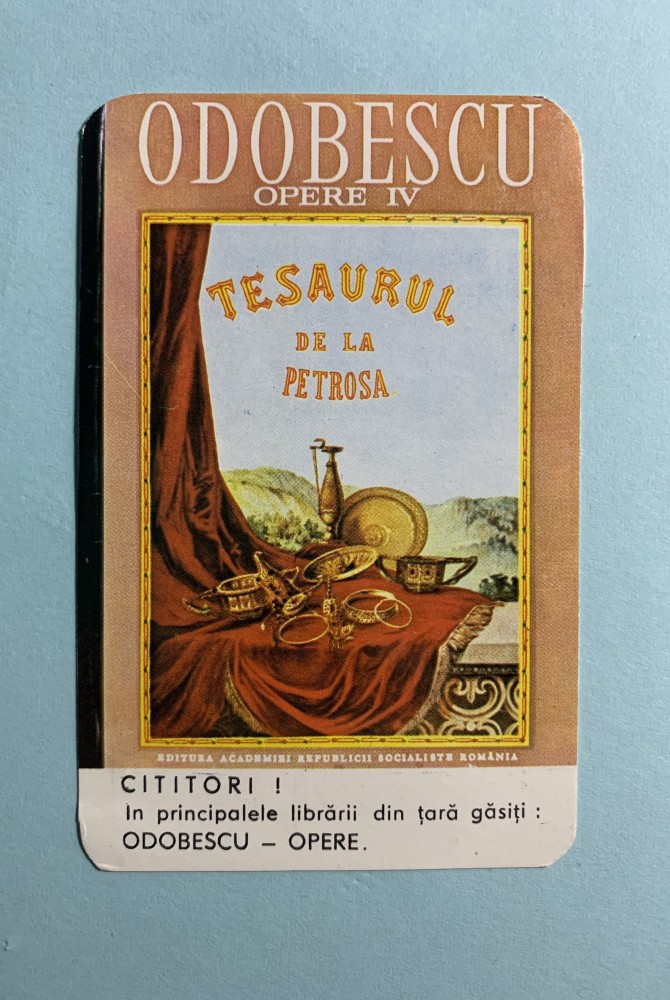 ODOBESCU
OPERE IV
TESAURUL
DE LA
PETROSA
EDITURA ACADEMIEI REPUBLICII SOCIALISTE ROMÂNIA
CITITORI !
In principalele librării din țară găsiți :
ODOBESCU – OPERE.